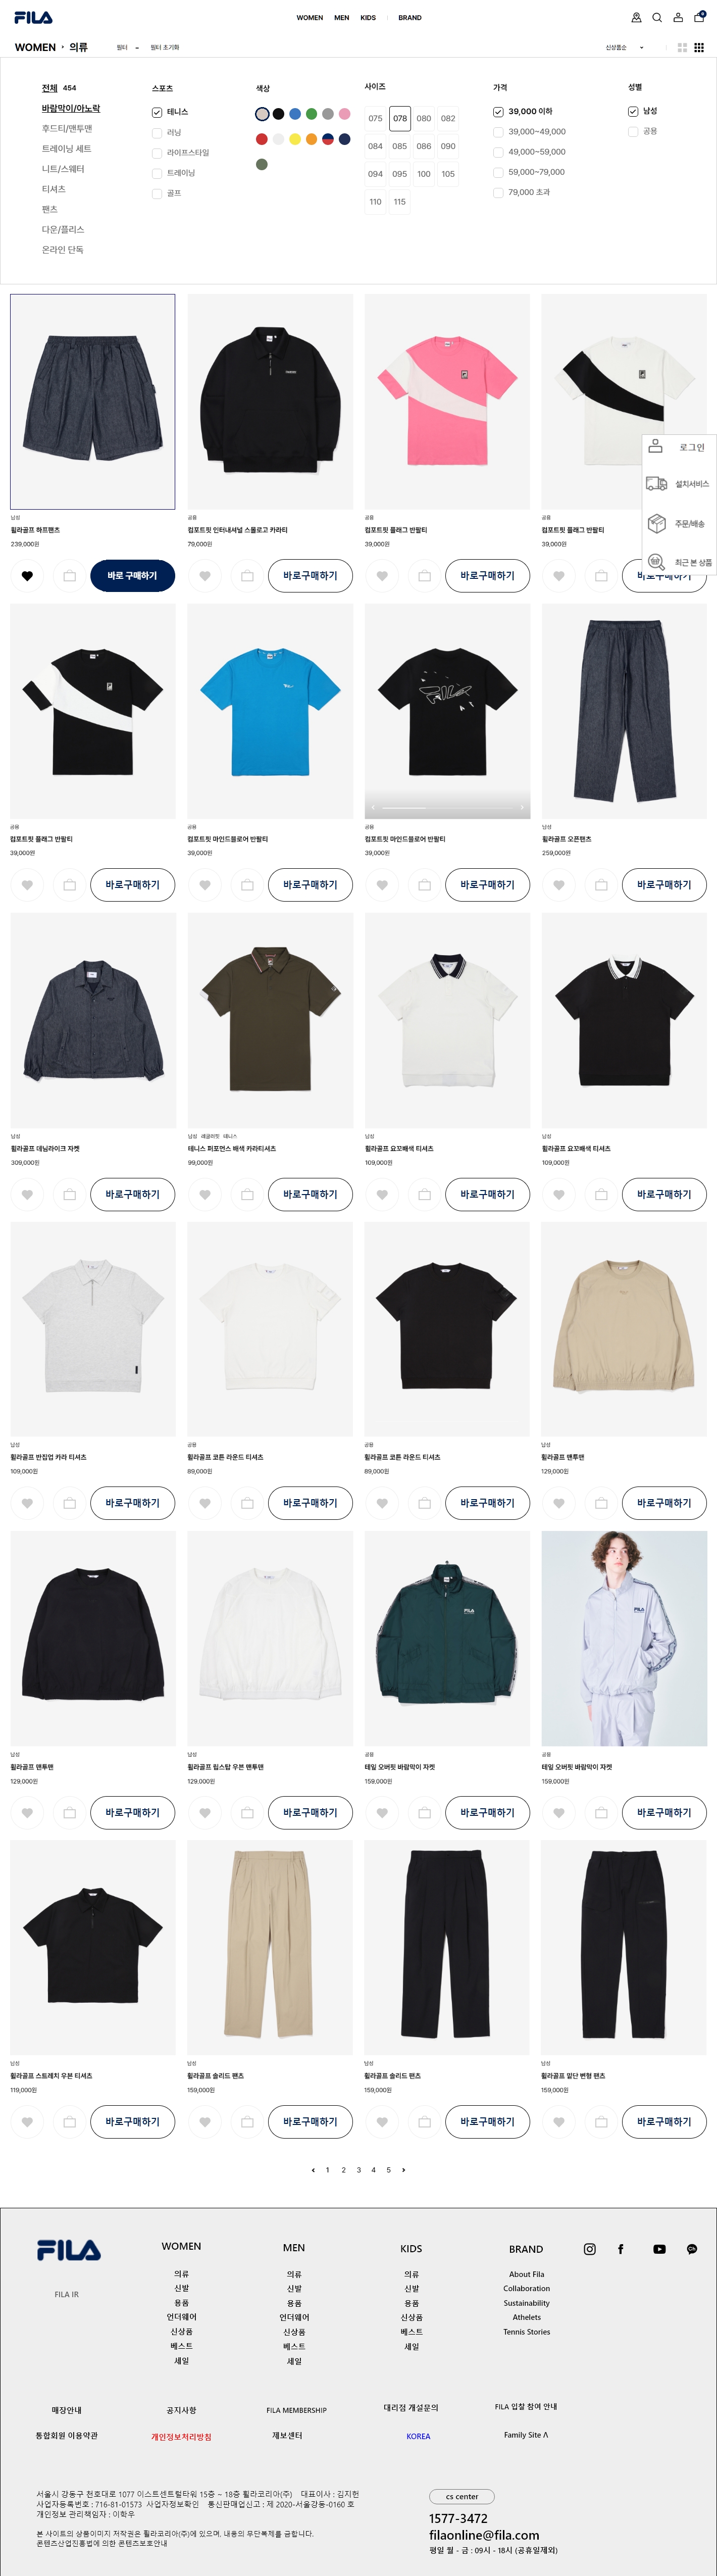 FILA
WOMEN MEN KIDS BRAND
0
WOMEN · 의류
필터
필터 초기화
신상품순
전체 454
바람막이/아노락
후드티/맨투맨
트레이닝 세트
니트/스웨터
티셔츠
팬츠
다운/플리스
온라인 단독
스포츠
테니스
러닝
라이프스타일
트레이닝
골프
색상
사이즈
075 078 080 082
084 085 086 090
094 095 100 105
110 115
가격
39,000 이하
39,000~49,000
49,000~59,000
59,000~79,000
79,000 초과
성별
남성
공용
로그인
설치서비스
주문/배송
최근 본 상품
남성
휠라골프 하프팬츠
239,000원
바로 구매하기
공용
컴포트핏 인터내셔널 스몰로고 카라티
79,000원
바로구매하기
공용
컴포트핏 플래그 반팔티
39,000원
바로구매하기
공용
컴포트핏 플래그 반팔티
39,000원
바로구매하기
공용
컴포트핏 플래그 반팔티
39,000원
바로구매하기
공용
컴포트핏 마인드블로어 반팔티
39,000원
바로구매하기
공용
컴포트핏 마인드블로어 반팔티
39,000원
바로구매하기
남성
휠라골프 오픈팬츠
259,000원
바로구매하기
남성
휠라골프 데님라이크 자켓
309,000원
바로구매하기
남성 레귤러핏 테니스
테니스 퍼포먼스 배색 카라티셔츠
99,000원
바로구매하기
남성
휠라골프 요꼬배색 티셔츠
109,000원
바로구매하기
남성
휠라골프 요꼬배색 티셔츠
109,000원
바로구매하기
남성
휠라골프 반집업 카라 티셔츠
109,000원
바로구매하기
공용
휠라골프 코튼 라운드 티셔츠
89,000원
바로구매하기
공용
휠라골프 코튼 라운드 티셔츠
89,000원
바로구매하기
남성
휠라골프 맨투맨
129,000원
바로구매하기
남성
휠라골프 맨투맨
129,000원
바로구매하기
남성
휠라골프 립스탑 우븐 맨투맨
129,000원
바로구매하기
공용
테일 오버핏 바람막이 자켓
159,000원
바로구매하기
FILA
공용
테일 오버핏 바람막이 자켓
159,000원
바로구매하기
FILA
남성
휠라골프 스트레치 우븐 티셔츠
119,000원
바로구매하기
남성
휠라골프 솔리드 팬츠
159,000원
바로구매하기
남성
휠라골프 솔리드 팬츠
159,000원
바로구매하기
남성
휠라골프 밑단 변형 팬츠
159,000원
바로구매하기
1 2 3 4 5
FILA
FILA IR
WOMEN
의류
신발
용품
언더웨어
신상품
베스트
세일
MEN
의류
신발
용품
언더웨어
신상품
베스트
세일
KIDS
의류
신발
용품
신상품
베스트
세일
BRAND
About Fila
Collaboration
Sustainability
Athelets
Tennis Stories
매장안내
공지사항
FILA MEMBERSHIP
대리점 개설문의
FILA 입찰 참여 안내
통합회원 이용약관
개인정보처리방침
제보센터
KOREA
Family Site Λ
서울시 강동구 천호대로 1077 이스트센트럴타워 15층 ~ 18층 휠라코리아(주) 대표이사 : 김지헌
사업자등록번호 : 716-81-01573 사업자정보확인 통신판매업신고 : 제 2020-서울강동-0160 호
개인정보 관리책임자 : 이학우
본 사이트의 상품이미지 저작권은 휠라코리아(주)에 있으며, 내용의 무단복제를 금합니다.
콘텐츠산업진흥법에 의한 콘텐츠보호안내
cs center
1577-3472
filaonline@fila.com
평일 월 - 금 : 09시 - 18시 (공휴일제외)